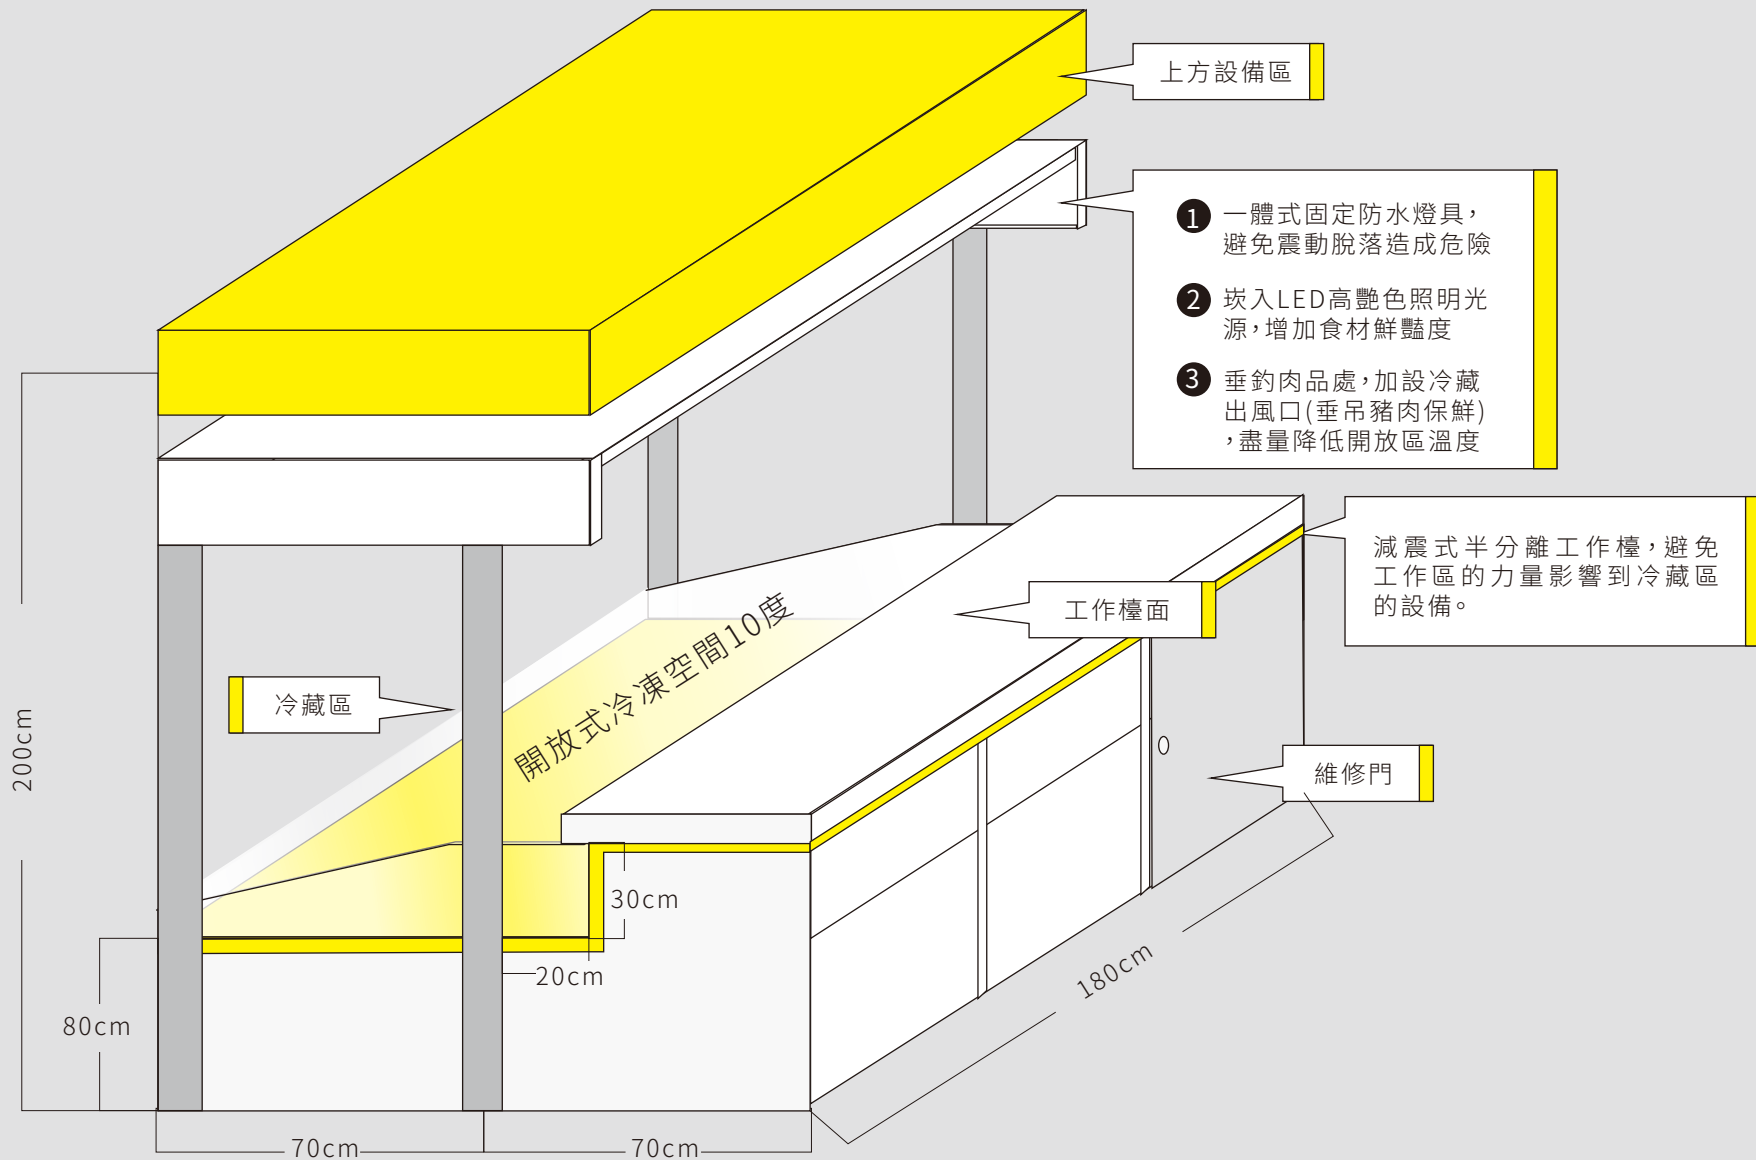 上方設備區
1 一體式固定防水燈具，
避免震動脫落造成危險
2 崁入LED高艷色照明光
源，增加食材鮮豔度
3 垂釣肉品處，加設冷藏
出風口(垂吊豬肉保鮮)
，盡量降低開放區溫度
減震式半分離工作檯，避免
工作區的力量影響到冷藏區
的設備。
工作檯面
開放式冷凍空間10度
冷藏區
維修門
200cm
30cm
20cm
80cm
180cm
70cm
70cm